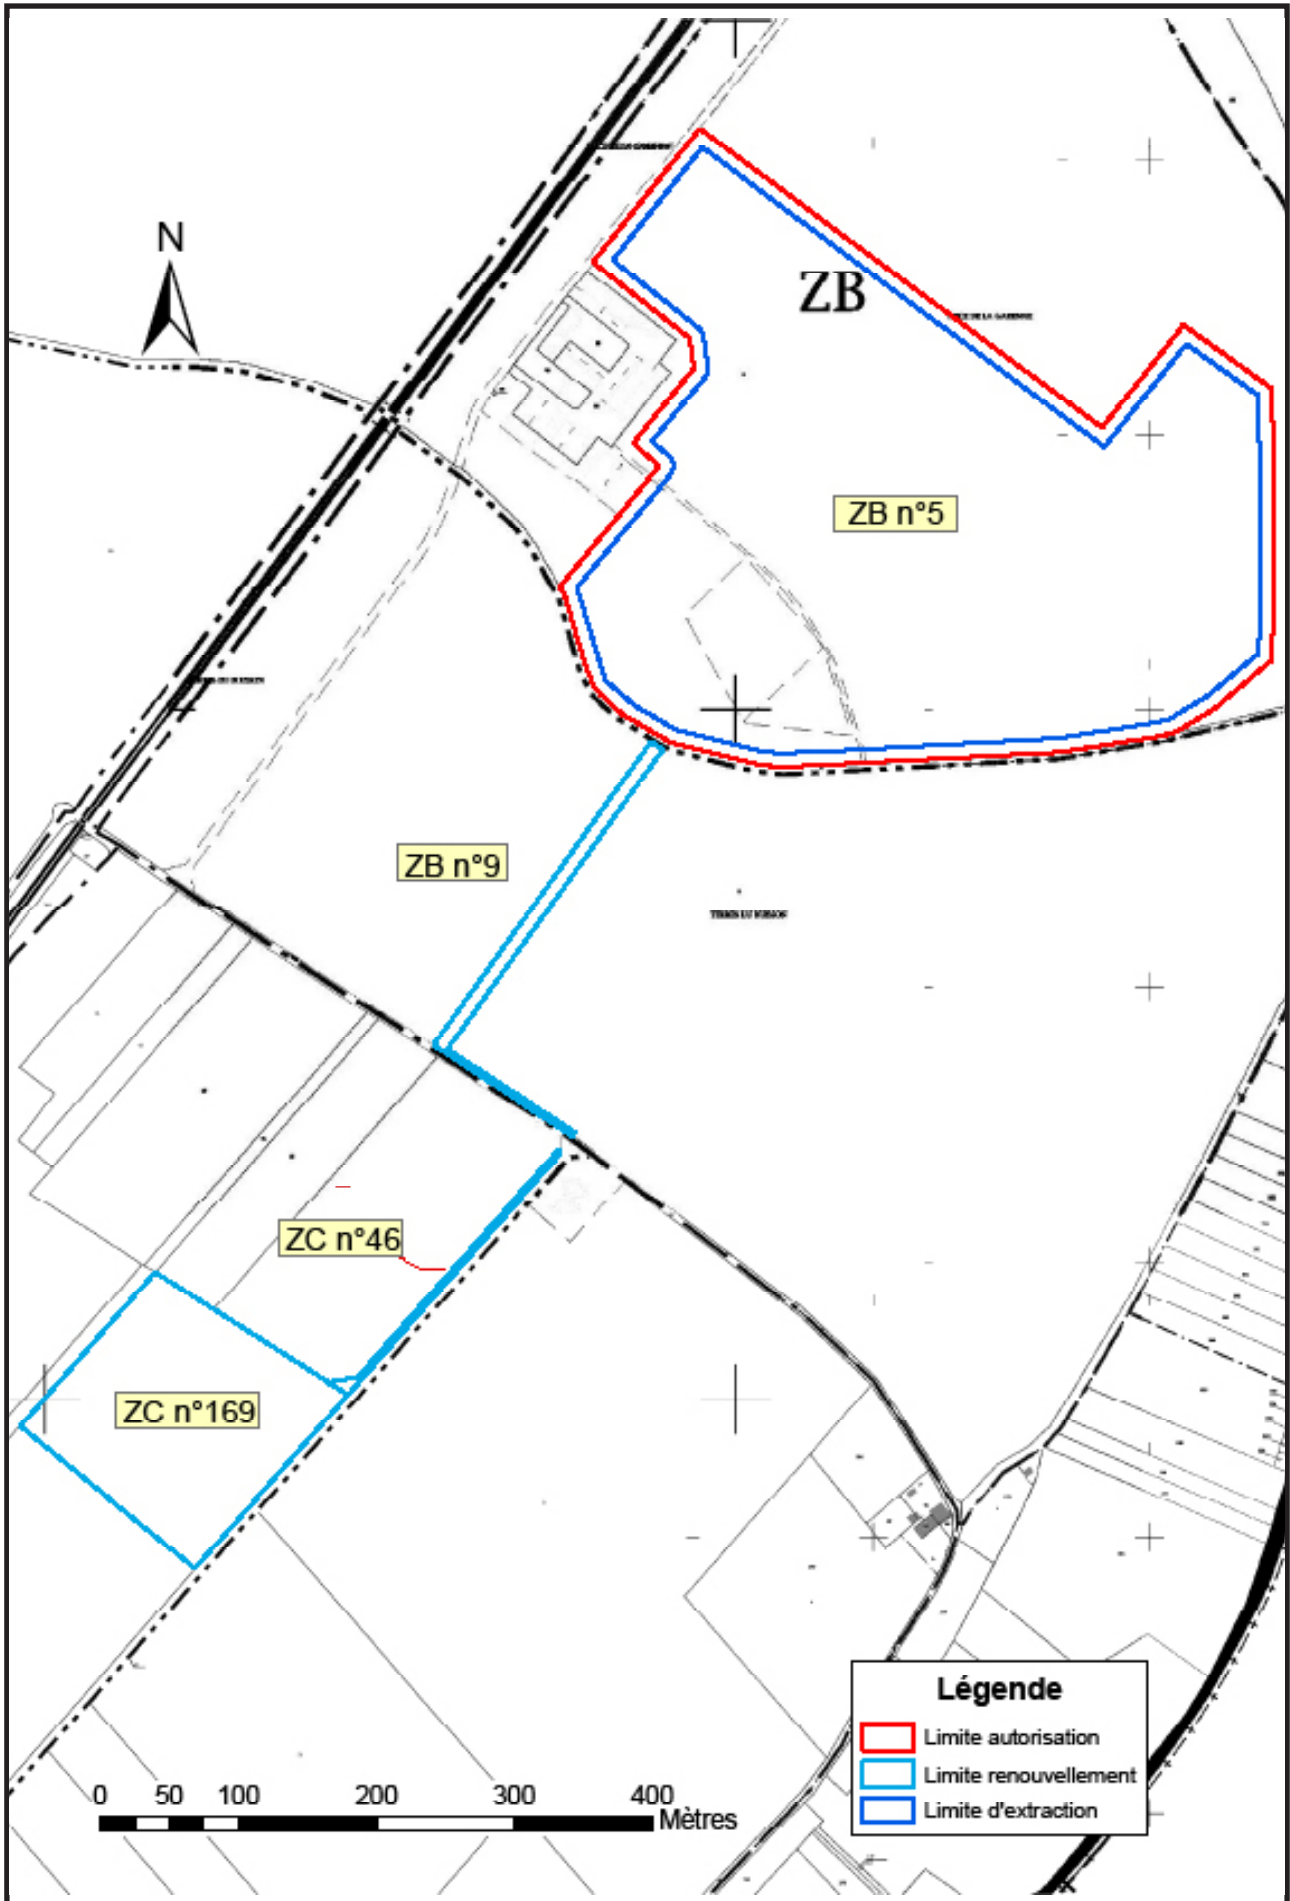 N
ZB
ZB n°5
ZB n°9
ZC n°46
ZC n°169
Légende
Limite autorisation
Limite renouvellement
Limite d'extraction
0 50 100 200 300 400
Mètres